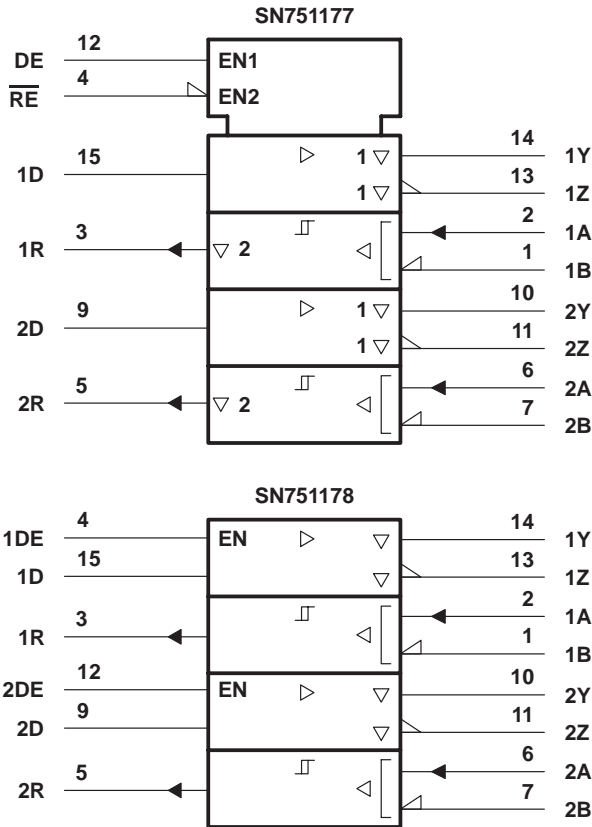 SN751177
DE 12 EN1
RE 4 EN2
1D 15 1 14 1Y
1 13 1Z
1R 3 2 2 1A
1 1B
2D 9 1 10 2Y
1 11 2Z
2R 5 2 6 2A
7 2B
SN751178
1DE 4 EN 14 1Y
1D 15 13 1Z
1R 3 2 1A
1 1B
2DE 12 EN 10 2Y
2D 9 11 2Z
2R 5 6 2A
7 2B